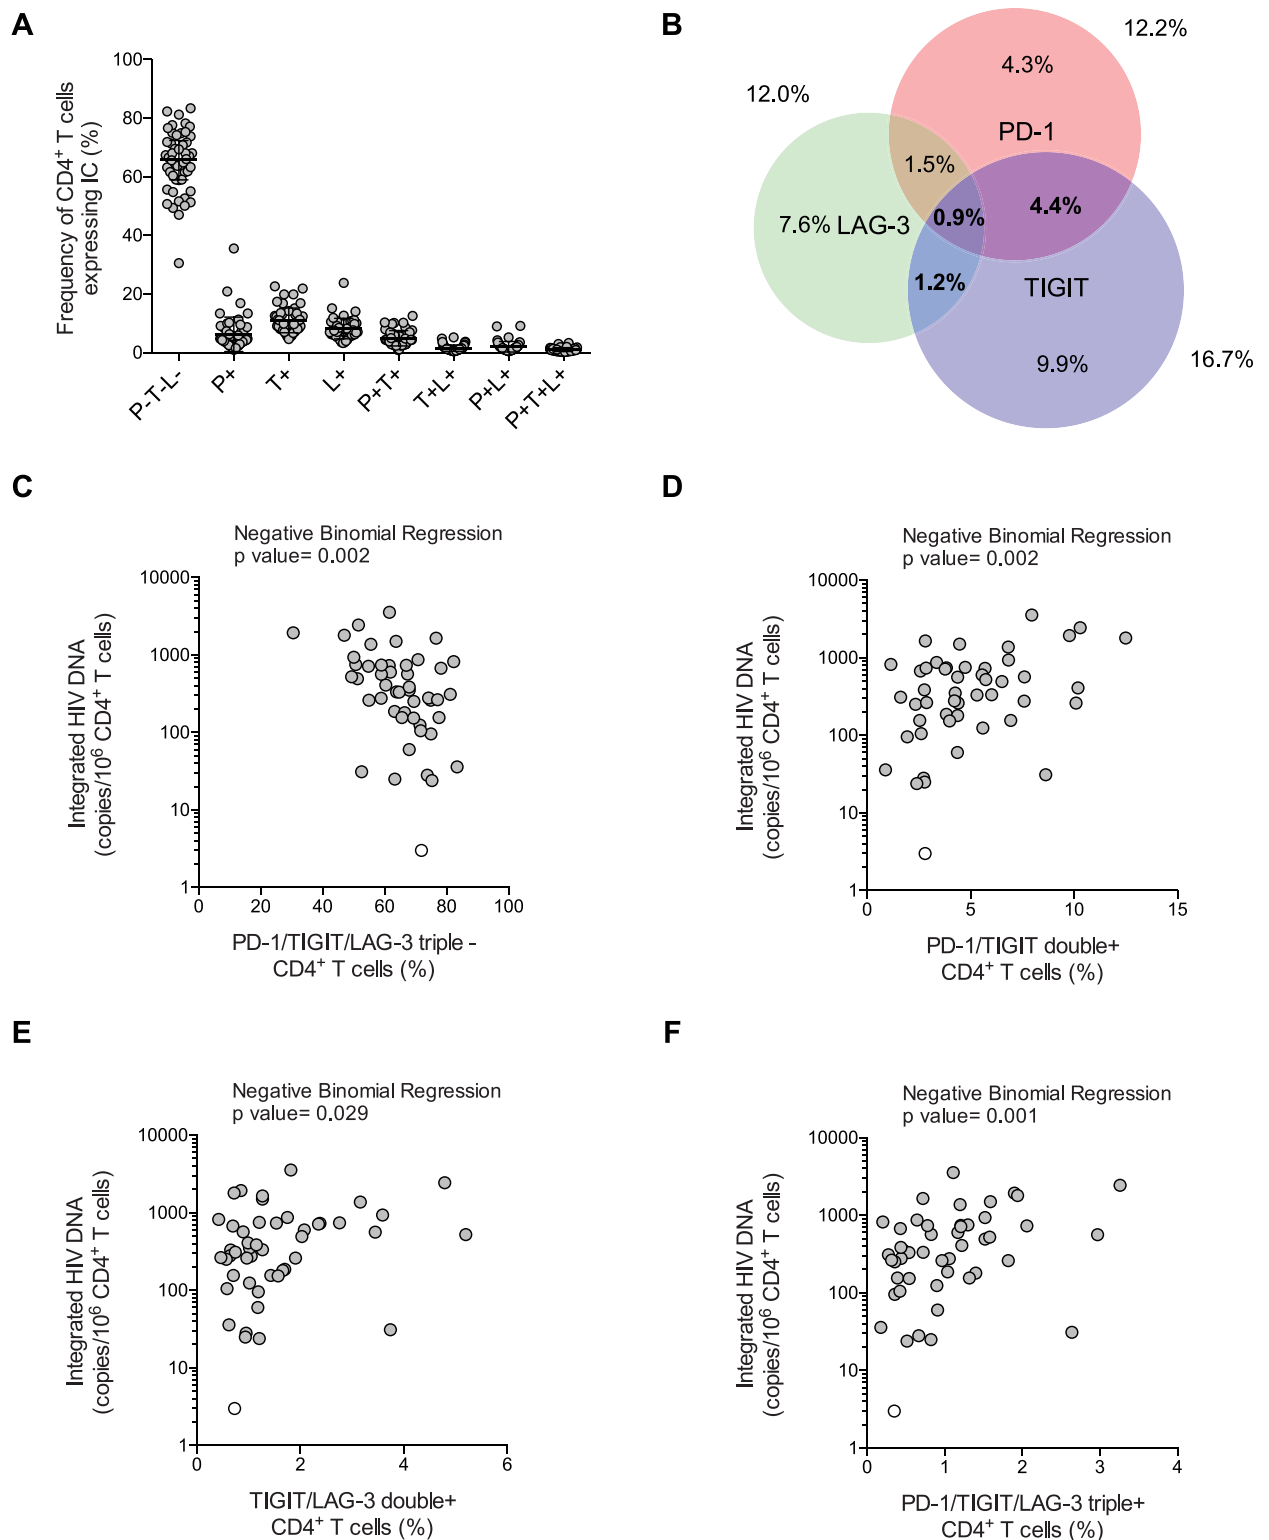 A
Frequency of CD4⁺ T cells
expressing IC (%)
100
80
60
40
20
0
P-T-L-
P+
T+
L+
P+T+
T+L+
P+L+
P+T+L+
B
12.2%
4.3%
12.0%
PD-1
1.5%
7.6% LAG-3
0.9%
4.4%
1.2%
TIGIT
9.9%
16.7%
C
Negative Binomial Regression
p value= 0.002
Integrated HIV DNA
(copies/10⁶ CD4⁺ T cells)
10000
1000
100
10
1
0 20 40 60 80 100
PD-1/TIGIT/LAG-3 triple -
CD4⁺ T cells (%)
D
Negative Binomial Regression
p value= 0.002
Integrated HIV DNA
(copies/10⁶ CD4⁺ T cells)
10000
1000
100
10
1
0 5 10 15
PD-1/TIGIT double+
CD4⁺ T cells (%)
E
Negative Binomial Regression
p value= 0.029
Integrated HIV DNA
(copies/10⁶ CD4⁺ T cells)
10000
1000
100
10
1
0 2 4 6
TIGIT/LAG-3 double+
CD4⁺ T cells (%)
F
Negative Binomial Regression
p value= 0.001
Integrated HIV DNA
(copies/10⁶ CD4⁺ T cells)
10000
1000
100
10
1
0 1 2 3 4
PD-1/TIGIT/LAG-3 triple+
CD4⁺ T cells (%)